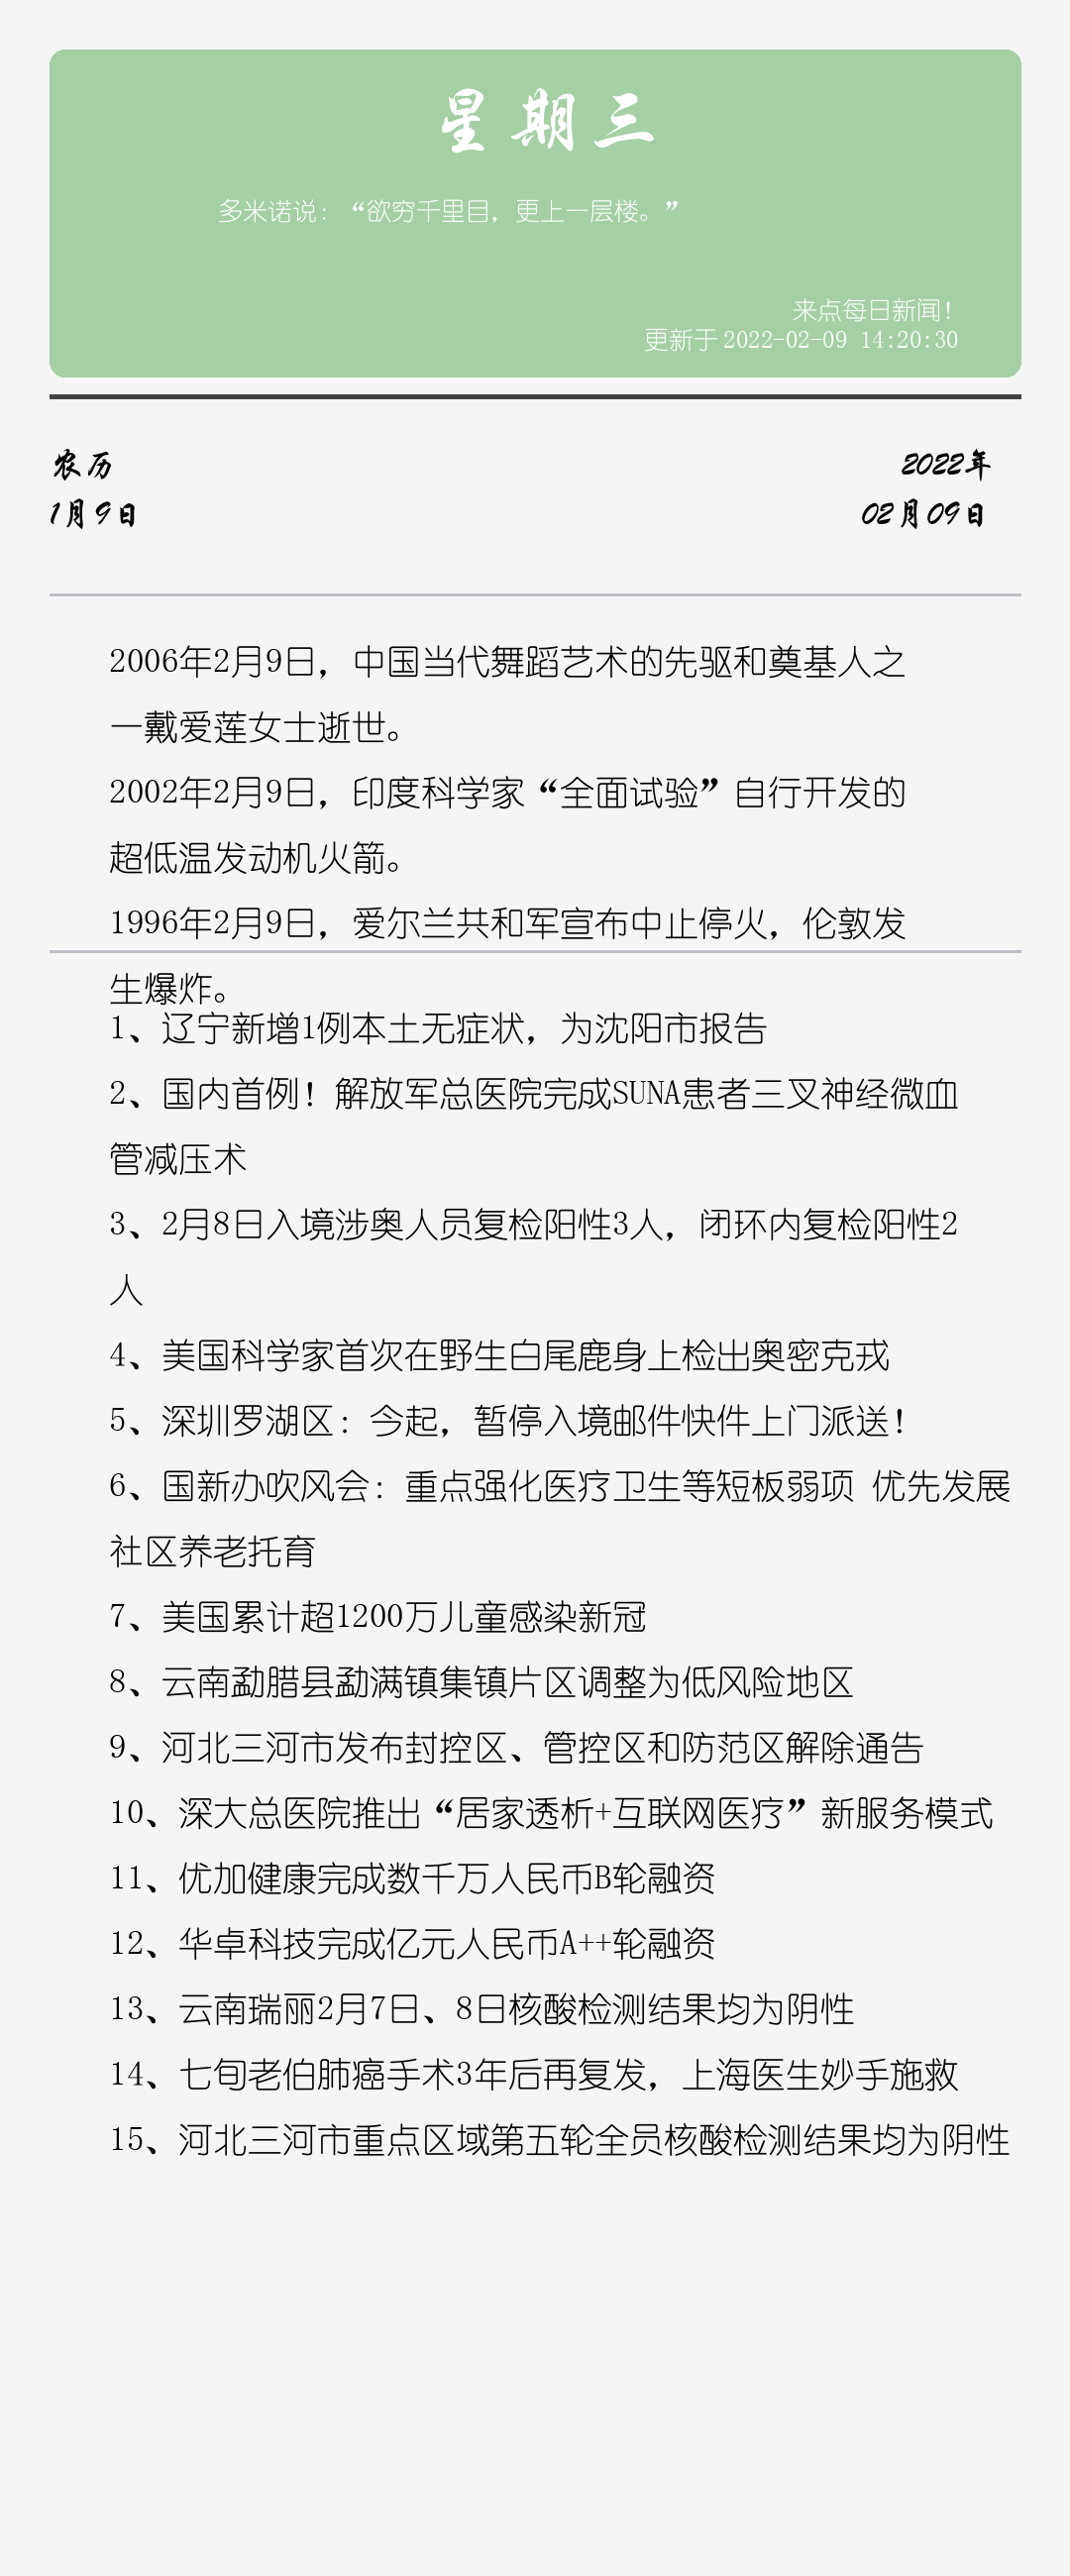 星期三
多米诺说：“欲穷千里目，更上一层楼。”
来点每日新闻！
更新于 2022-02-09 14:20:30
农历
2022年
1月9日
02月09日
2006年2月9日，中国当代舞蹈艺术的先驱和奠基人之
一戴爱莲女士逝世。
2002年2月9日，印度科学家“全面试验”自行开发的
超低温发动机火箭。
1996年2月9日，爱尔兰共和军宣布中止停火，伦敦发
生爆炸。
1、辽宁新增1例本土无症状，为沈阳市报告
2、国内首例！解放军总医院完成SUNA患者三叉神经微血
管减压术
3、2月8日入境涉奥人员复检阳性3人，闭环内复检阳性2
人
4、美国科学家首次在野生白尾鹿身上检出奥密克戎
5、深圳罗湖区：今起，暂停入境邮件快件上门派送！
6、国新办吹风会：重点强化医疗卫生等短板弱项 优先发展
社区养老托育
7、美国累计超1200万儿童感染新冠
8、云南勐腊县勐满镇集镇片区调整为低风险地区
9、河北三河市发布封控区、管控区和防范区解除通告
10、深大总医院推出“居家透析+互联网医疗”新服务模式
11、优加健康完成数千万人民币B轮融资
12、华卓科技完成亿元人民币A++轮融资
13、云南瑞丽2月7日、8日核酸检测结果均为阴性
14、七旬老伯肺癌手术3年后再复发，上海医生妙手施救
15、河北三河市重点区域第五轮全员核酸检测结果均为阴性